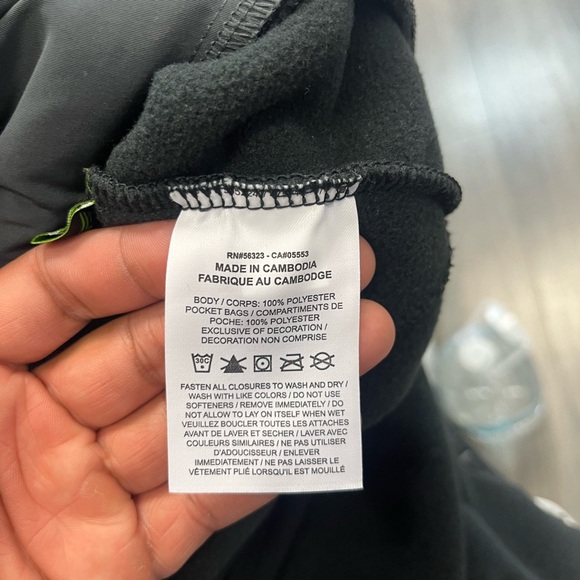 RN#56323 - CA#05553
MADE IN CAMBODIA
FABRIQUE AU CAMBODGE
BODY / CORPS: 100% POLYESTER
POCKET BAGS / COMPARTIMENTS DE
POCHE: 100% POLYESTER
EXCLUSIVE OF DECORATION /
DECORATION NON COMPRISE
30C
FASTEN ALL CLOSURES TO WASH AND DRY /
WASH WITH LIKE COLORS / DO NOT USE
SOFTENERS / REMOVE IMMEDIATELY / DO
NOT ALLOW TO LAY ON ITSELF WHEN WET
VEUILLEZ BOUCLER TOUTES LES ATTACHES
AVANT DE LAVER ET SECHER / LAVER AVEC
COULEURS SIMILAIRES / NE PAS UTILISER
D'ADOUCISSEUR / ENLEVER
IMMÉDIATEMENT / NE PAS LAISSER LE
VÊTEMENT PLIÉ LORSQU'IL EST MOUILLÉ